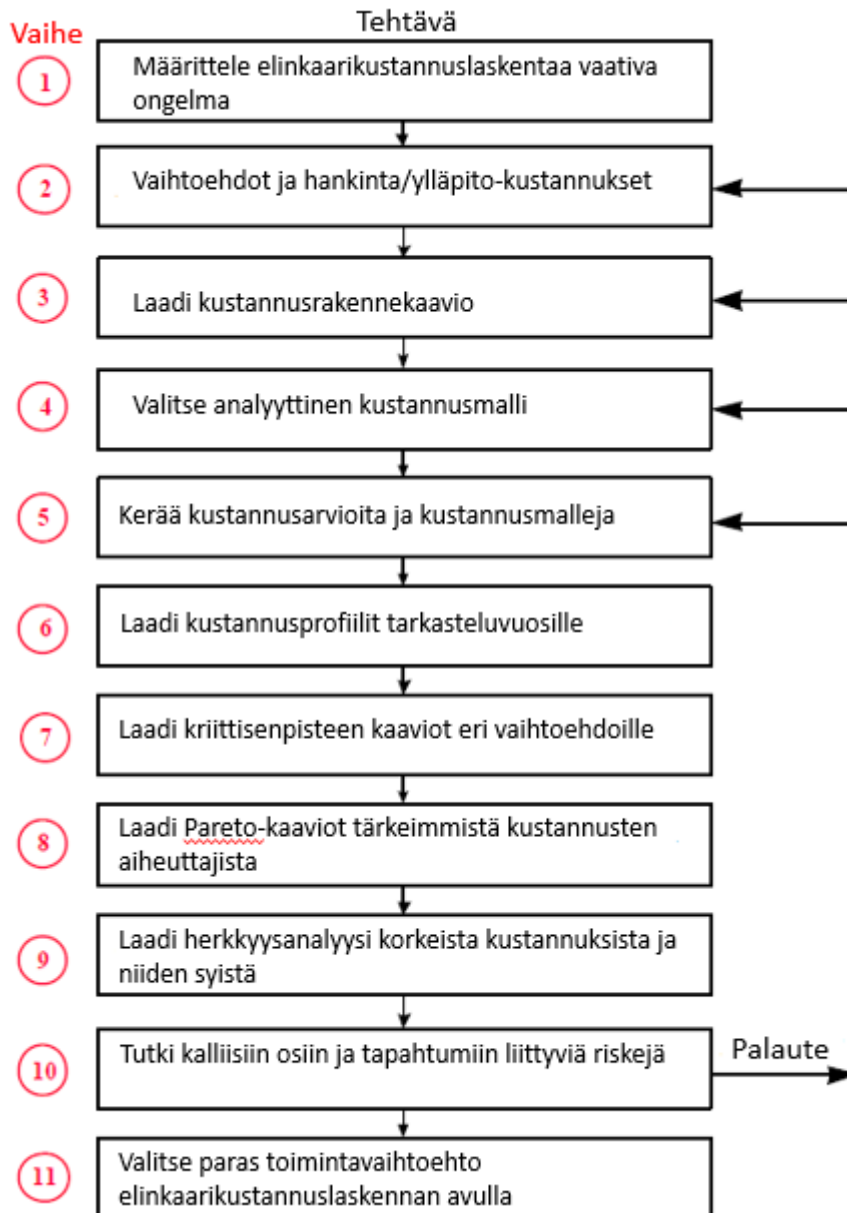 Vaihe
Tehtävä
1
Määrittele elinkaarikustannuslaskentaa vaativa
ongelma
2
Vaihtoehdot ja hankinta/ylläpito-kustannukset
3
Laadi kustannusrakennekaavio
4
Valitse analyyttinen kustannusmalli
5
Kerää kustannusarvioita ja kustannusmalleja
6
Laadi kustannusprofiilit tarkasteluvuosille
7
Laadi kriittisenpisteen kaaviot eri vaihtoehdoille
8
Laadi Pareto-kaaviot tärkeimmistä kustannusten
aiheuttajista
9
Laadi herkkyysanalyysi korkeista kustannuksista ja
niiden syistä
10
Tutki kalliisiin osiin ja tapahtumiin liittyviä riskejä
Palaute
11
Valitse paras toimintavaihtoehto
elinkaarikustannuslaskennan avulla